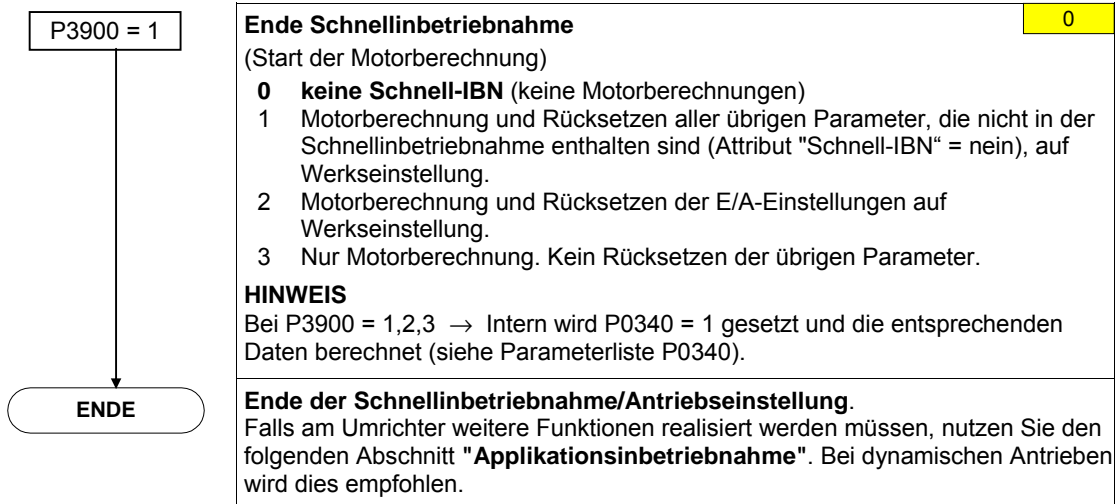 P3900 = 1
Ende Schnellinbetriebnahme
0
(Start der Motorberechnung)
0 keine Schnell-IBN (keine Motorberechnungen)
1 Motorberechnung und Rücksetzen aller übrigen Parameter, die nicht in der
Schnellinbetriebnahme enthalten sind (Attribut "Schnell-IBN“ = nein), auf
Werkseinstellung.
2 Motorberechnung und Rücksetzen der E/A-Einstellungen auf
Werkseinstellung.
3 Nur Motorberechnung. Kein Rücksetzen der übrigen Parameter.
HINWEIS
Bei P3900 = 1,2,3 → Intern wird P0340 = 1 gesetzt und die entsprechenden
Daten berechnet (siehe Parameterliste P0340).
ENDE
Ende der Schnellinbetriebnahme/Antriebseinstellung.
Falls am Umrichter weitere Funktionen realisiert werden müssen, nutzen Sie den
folgenden Abschnitt "Applikationsinbetriebnahme". Bei dynamischen Antrieben
wird dies empfohlen.